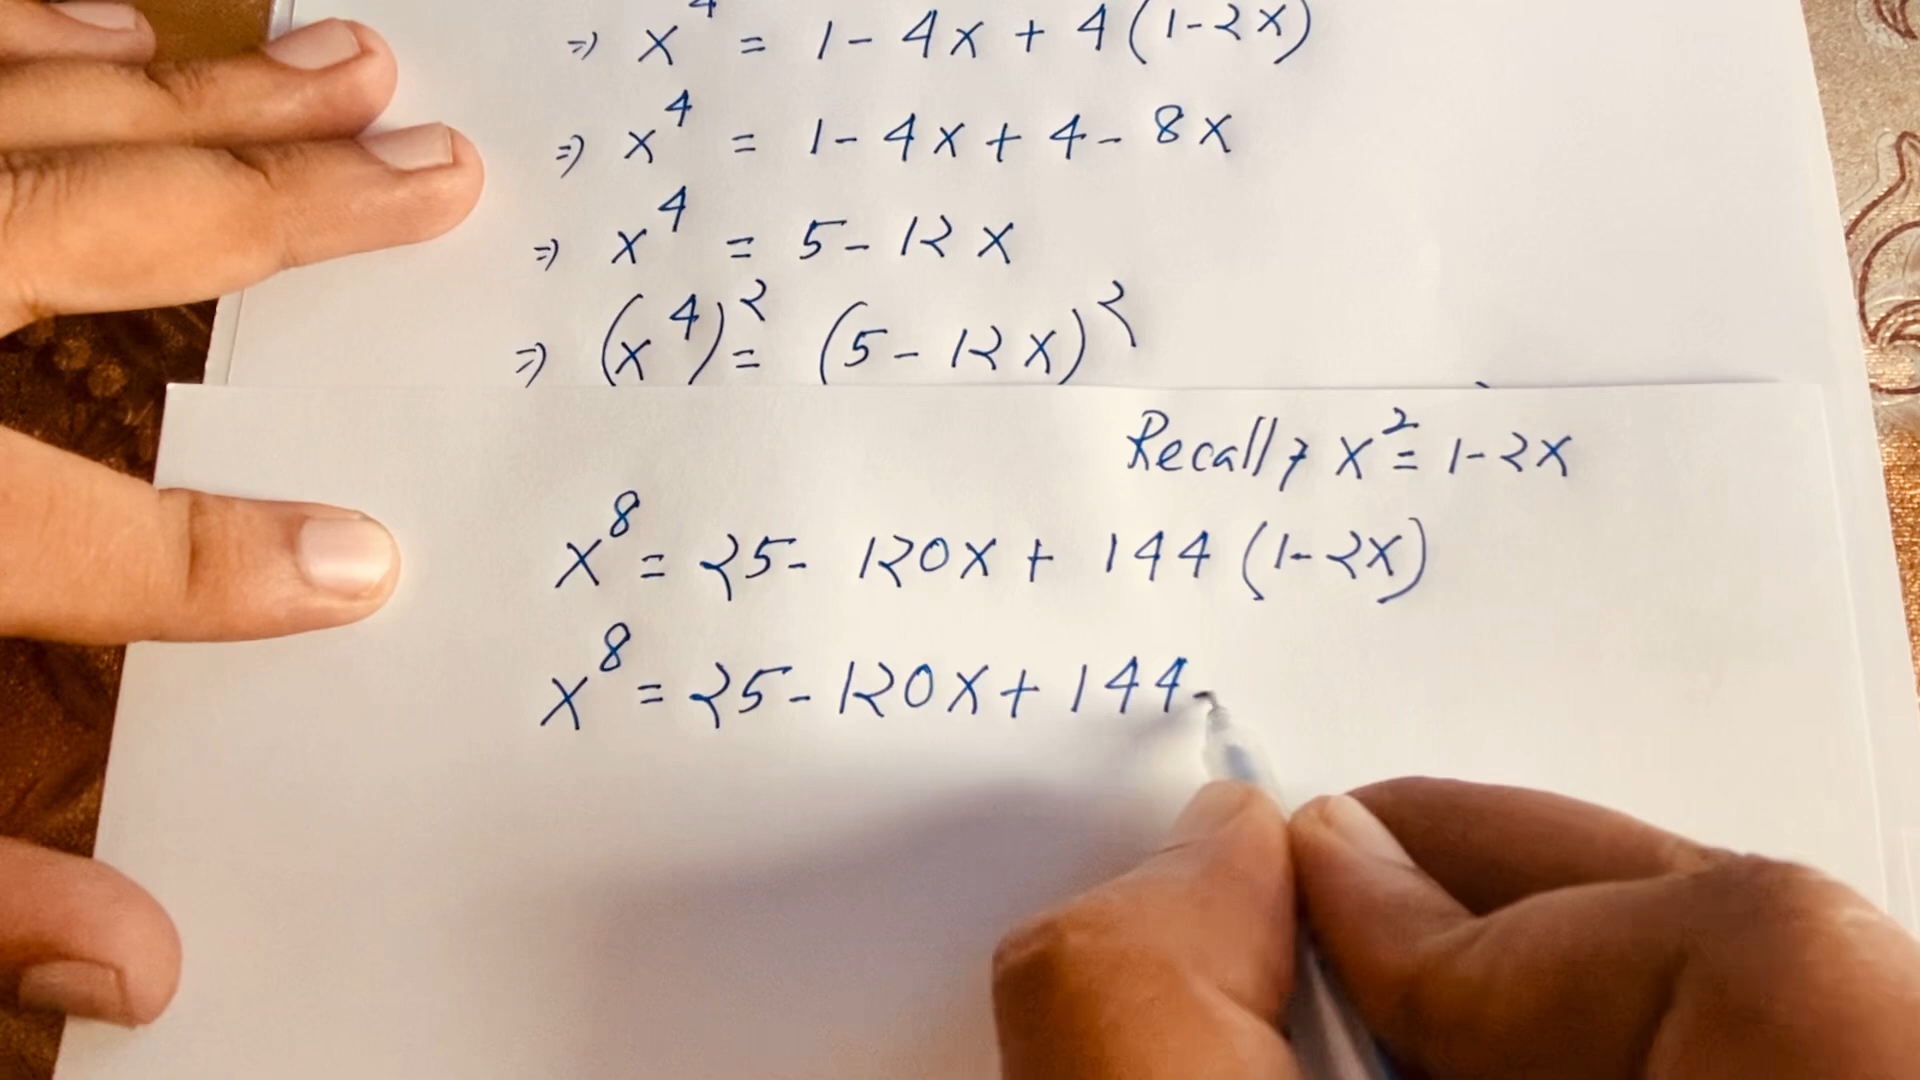 ⇒ x⁴ = 1 - 4x + 4(1-2x)
⇒ x⁴ = 1 - 4x + 4 - 8x
⇒ x⁴ = 5 - 12x
⇒ (x⁴)² = (5 - 12x)²
Recall, x² = 1-2x
x⁸ = 25 - 120x + 144(1-2x)
x⁸ = 25 - 120x + 144 -